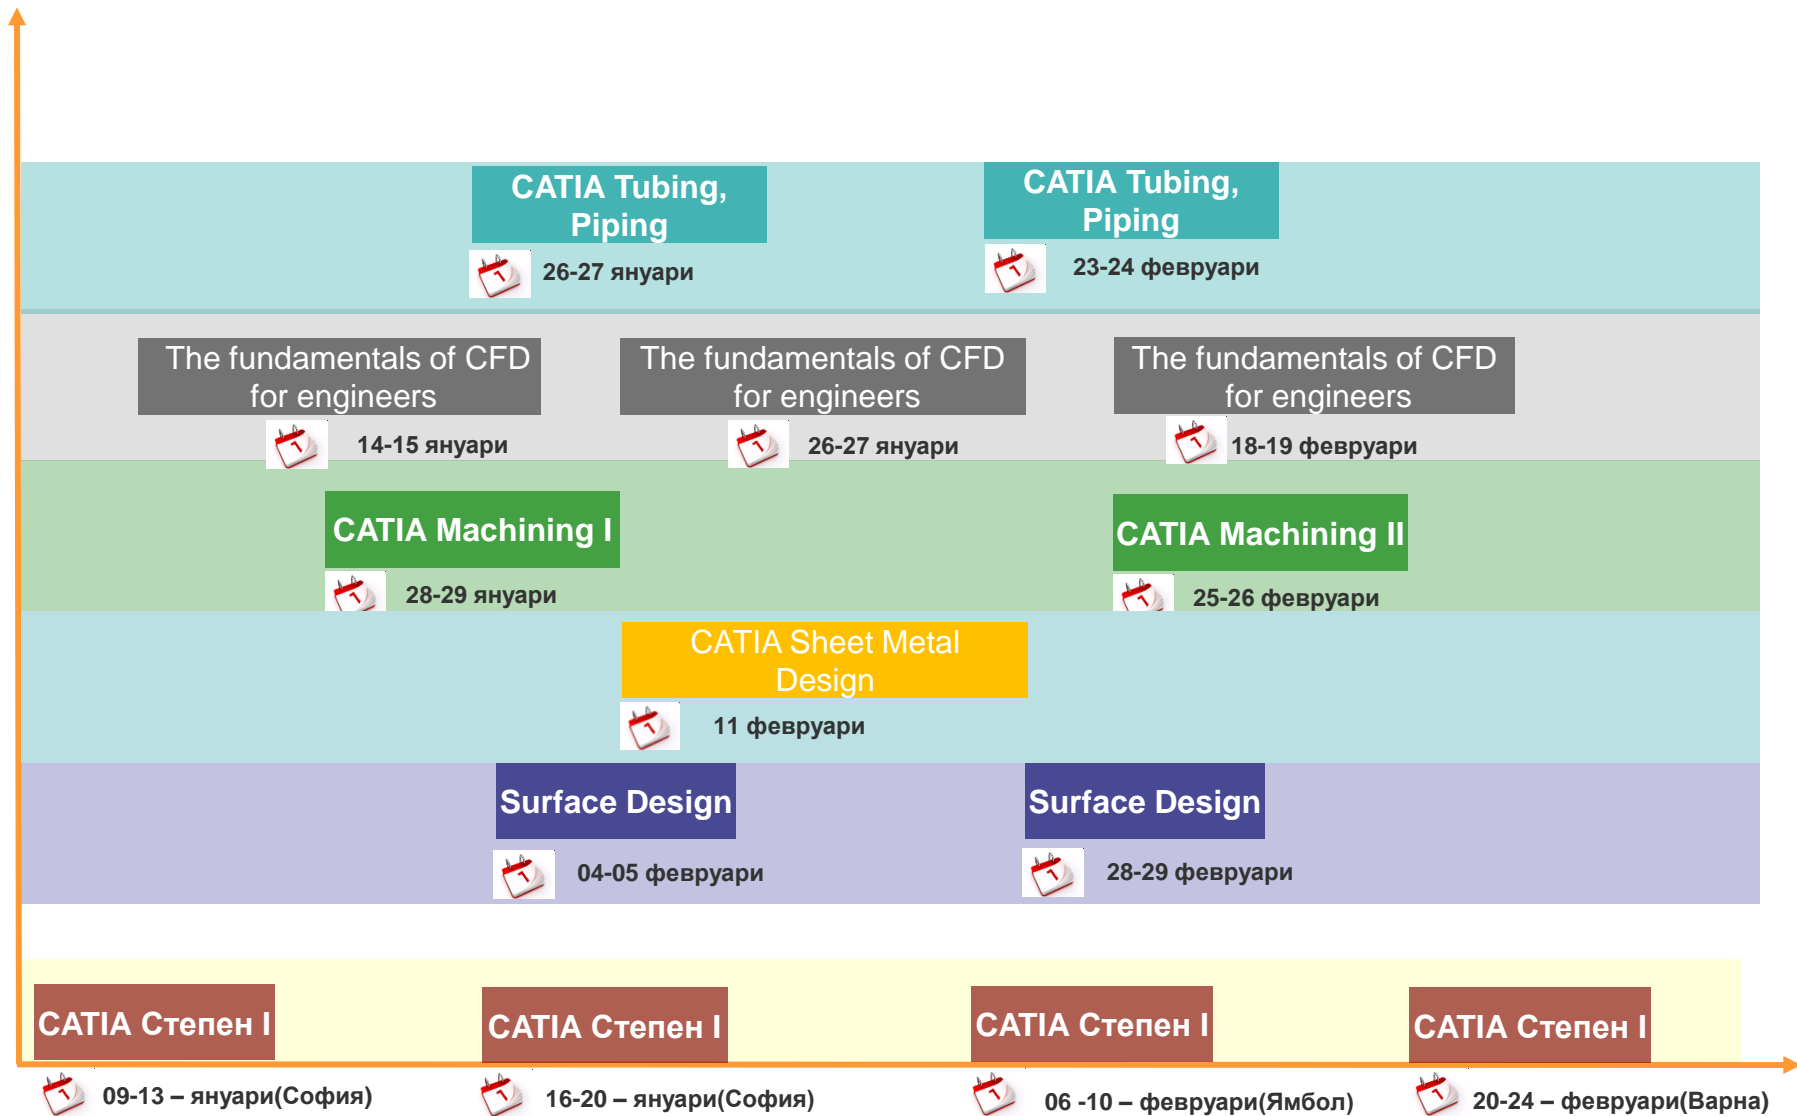 CATIA Tubing,
Piping
26-27 януари
CATIA Tubing,
Piping
23-24 февруари
The fundamentals of CFD
for engineers
14-15 януари
The fundamentals of CFD
for engineers
26-27 януари
The fundamentals of CFD
for engineers
18-19 февруари
CATIA Machining I
28-29 януари
CATIA Machining II
25-26 февруари
CATIA Sheet Metal
Design
11 февруари
Surface Design
04-05 февруари
Surface Design
28-29 февруари
CATIA Степен I
09-13 – януари(София)
CATIA Степен I
16-20 – януари(София)
CATIA Степен I
06 -10 – февруари(Ямбол)
CATIA Степен I
20-24 – февруари(Варна)